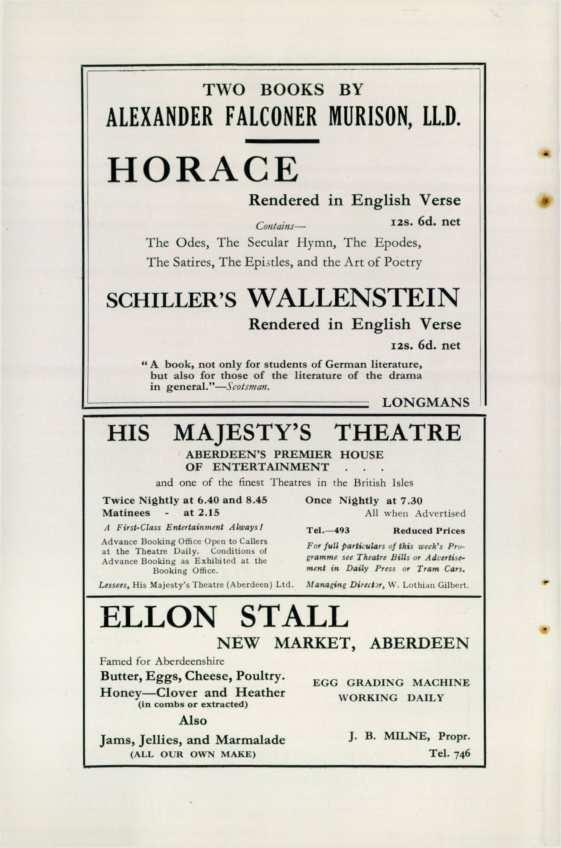 TWO BOOKS BY
ALEXANDER FALCONER MURISON, LL.D.
HORACE
Rendered in English Verse
12s. 6d. net
Contains—
The Odes, The Secular Hymn, The Epodes,
The Satires, The Epistles, and the Art of Poetry
SCHILLER'S WALLENSTEIN
Rendered in English Verse
12s. 6d. net
"A book, not only for students of German literature,
but also for those of the literature of the drama
in general."—Scotsman.
LONGMANS
HIS MAJESTY'S THEATRE
ABERDEEN'S PREMIER HOUSE
OF ENTERTAINMENT . . .
and one of the finest Theatres in the British Isles
Twice Nightly at 6.40 and 8.45
Matinees - at 2.15
A First-Class Entertainment Always!
Advance Booking Office Open to Callers
at the Theatre Daily. Conditions of
Advance Booking as Exhibited at the
Booking Office.
Lessees, His Majesty's Theatre (Aberdeen) Ltd.
Once Nightly at 7.30
All when Advertised
Tel.—493 Reduced Prices
For full particulars of this week's Pro-
gramme see Theatre Bills or Advertise-
ment in Daily Press or Tram Cars.
Managing Director, W. Lothian Gilbert.
ELLON STALL
NEW MARKET, ABERDEEN
Famed for Aberdeenshire
Butter, Eggs, Cheese, Poultry.
Honey—Clover and Heather
(in combs or extracted)
Also
Jams, Jellies, and Marmalade
(ALL OUR OWN MAKE)
EGG GRADING MACHINE
WORKING DAILY
J. B. MILNE, Propr.
Tel. 746